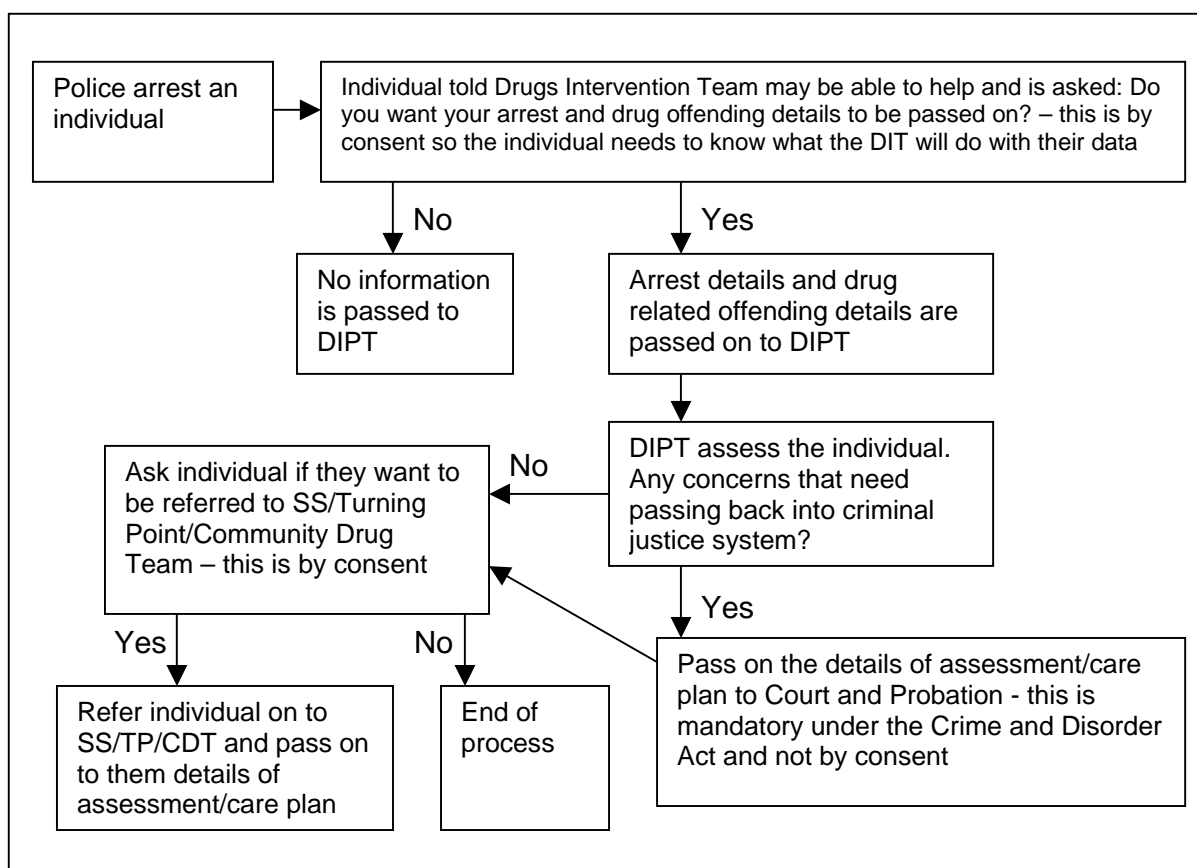 Police arrest an
individual
Individual told Drugs Intervention Team may be able to help and is asked: Do
you want your arrest and drug offending details to be passed on? – this is by
consent so the individual needs to know what the DIT will do with their data
No
Yes
No information
is passed to
DIPT
Arrest details and drug
related offending details are
passed on to DIPT
DIPT assess the individual.
Any concerns that need
passing back into criminal
justice system?
No
Ask individual if they want to
be referred to SS/Turning
Point/Community Drug
Team – this is by consent
Yes
Pass on the details of assessment/care
plan to Court and Probation - this is
mandatory under the Crime and Disorder
Act and not by consent
Yes
No
Refer individual on to
SS/TP/CDT and pass on
to them details of
assessment/care plan
End of
process